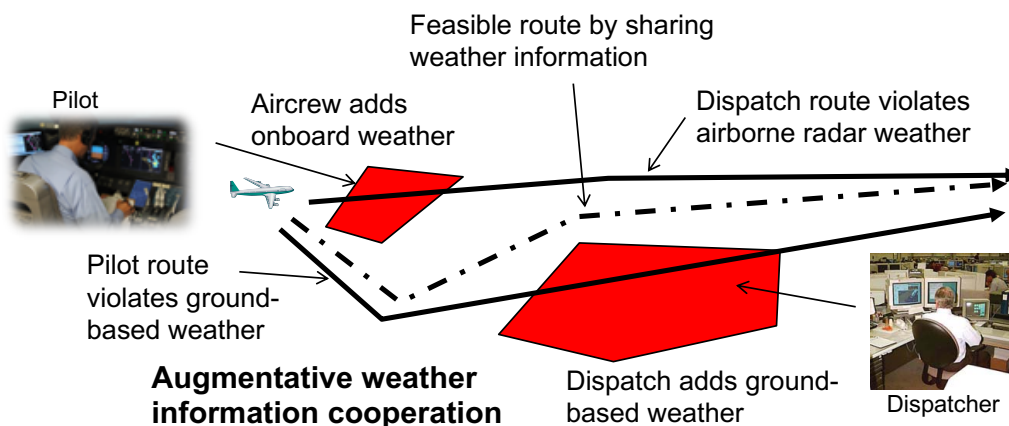 Feasible route by sharing
weather information
Pilot
Aircrew adds
onboard weather
Dispatch route violates
airborne radar weather
Pilot route
violates ground-
based weather
Augmentative weather
information cooperation
Dispatch adds ground-
based weather
Dispatcher